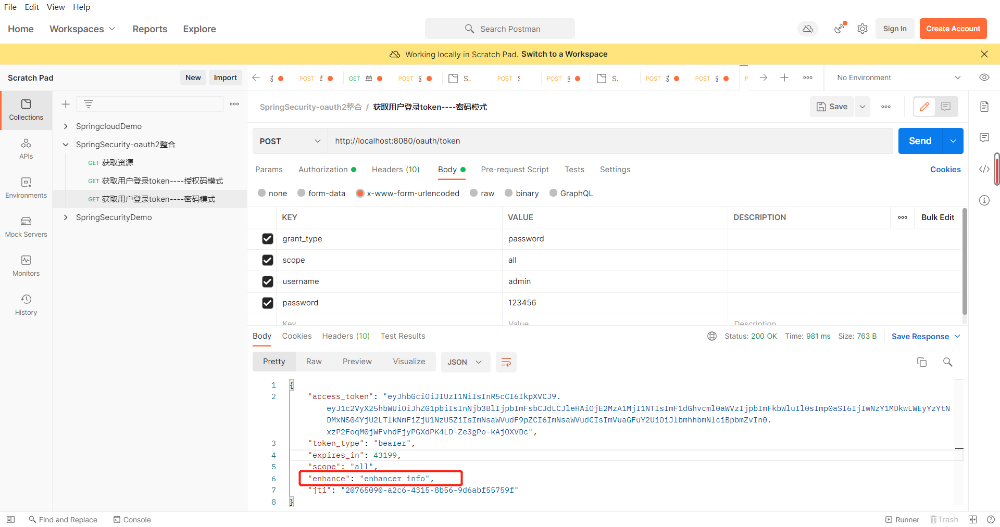 File Edit View Help
Home Workspaces Reports Explore Search Postman Sign In Create Account
Working locally in Scratch Pad. Switch to a Workspace
Scratch Pad New Import POST GET 单 POST S.. POST POST S.. POST POST No Environment
Collections
SpringSecurity-oauth2整合 / 获取用户登录token----密码模式 Save
SpringcloudDemo
SpringSecurity-oauth2整合
POST http://localhost:8080/oauth/token Send
APIs
GET 获取资源
GET 获取用户登录token----授权码模式
GET 获取用户登录token----密码模式
SpringSecurityDemo
Environments
Mock Servers
Monitors
History
Params Authorization Headers (10) Body Pre-request Script Tests Settings Cookies
none form-data x-www-form-urlencoded raw binary GraphQL
KEY VALUE DESCRIPTION Bulk Edit
grant_type password
scope all
username admin
password 123456
Key Value Description
Body Cookies Headers (10) Test Results Status: 200 OK Time: 981 ms Size: 763 B Save Response
Pretty Raw Preview Visualize JSON
1 {
2 "access_token": "eyJhbGciOiJIUzI1NiIsInR5cCI6IkpXVCJ9.
eyJ1c2VyX25hbWUiOiJhZG1pbiIsInNjb3BlIjpbImFsbCJdLCJleHAiOjE2MzA1MjI1NTIsImF1dGhvcml0aWVzIjpbImFkbWluIl0sImp0aSI6IjIwNzY1MDkwLWEyYzYtN
DMxNS04YjU2LTlkNmFiZjU1NzU5ZiIsImNsaWVudF9pZCI6ImNsaWVudCIsImVuaGFuY2UiOiJlbmhhbmNlciBpbmZvIn0.
xzP2FoqM0jWFvhdFjyPGXdPK4LD-Ze3gPo-kAjOXVDc",
3 "token_type": "bearer",
4 "expires_in": 43199,
5 "scope": "all",
6 "enhance": "enhancer info",
7 "jti": "20765090-a2c6-4315-8b56-9d6abf55759f"
8 }
Find and Replace Console Runner Trash